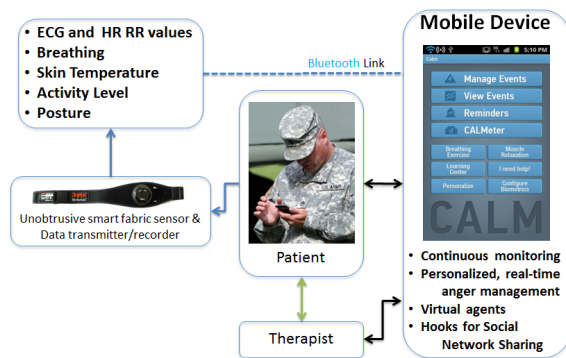 • ECG and HR RR values
• Breathing
• Skin Temperature
• Activity Level
• Posture
Bluetooth Link
Unobtrusive smart fabric sensor &
Data transmitter/recorder
U.S. ARMY
Patient
Therapist
Mobile Device
5:10 PM
Calm
Manage Events
View Events
Reminders
CALMeter
Breathing
Exercise
Muscle
Relaxation
Learning
Center
I need help!
Personalize
Configure
Biometrics
CALM
• Continuous monitoring
• Personalized, real-time
anger management
• Virtual agents
• Hooks for Social
Network Sharing